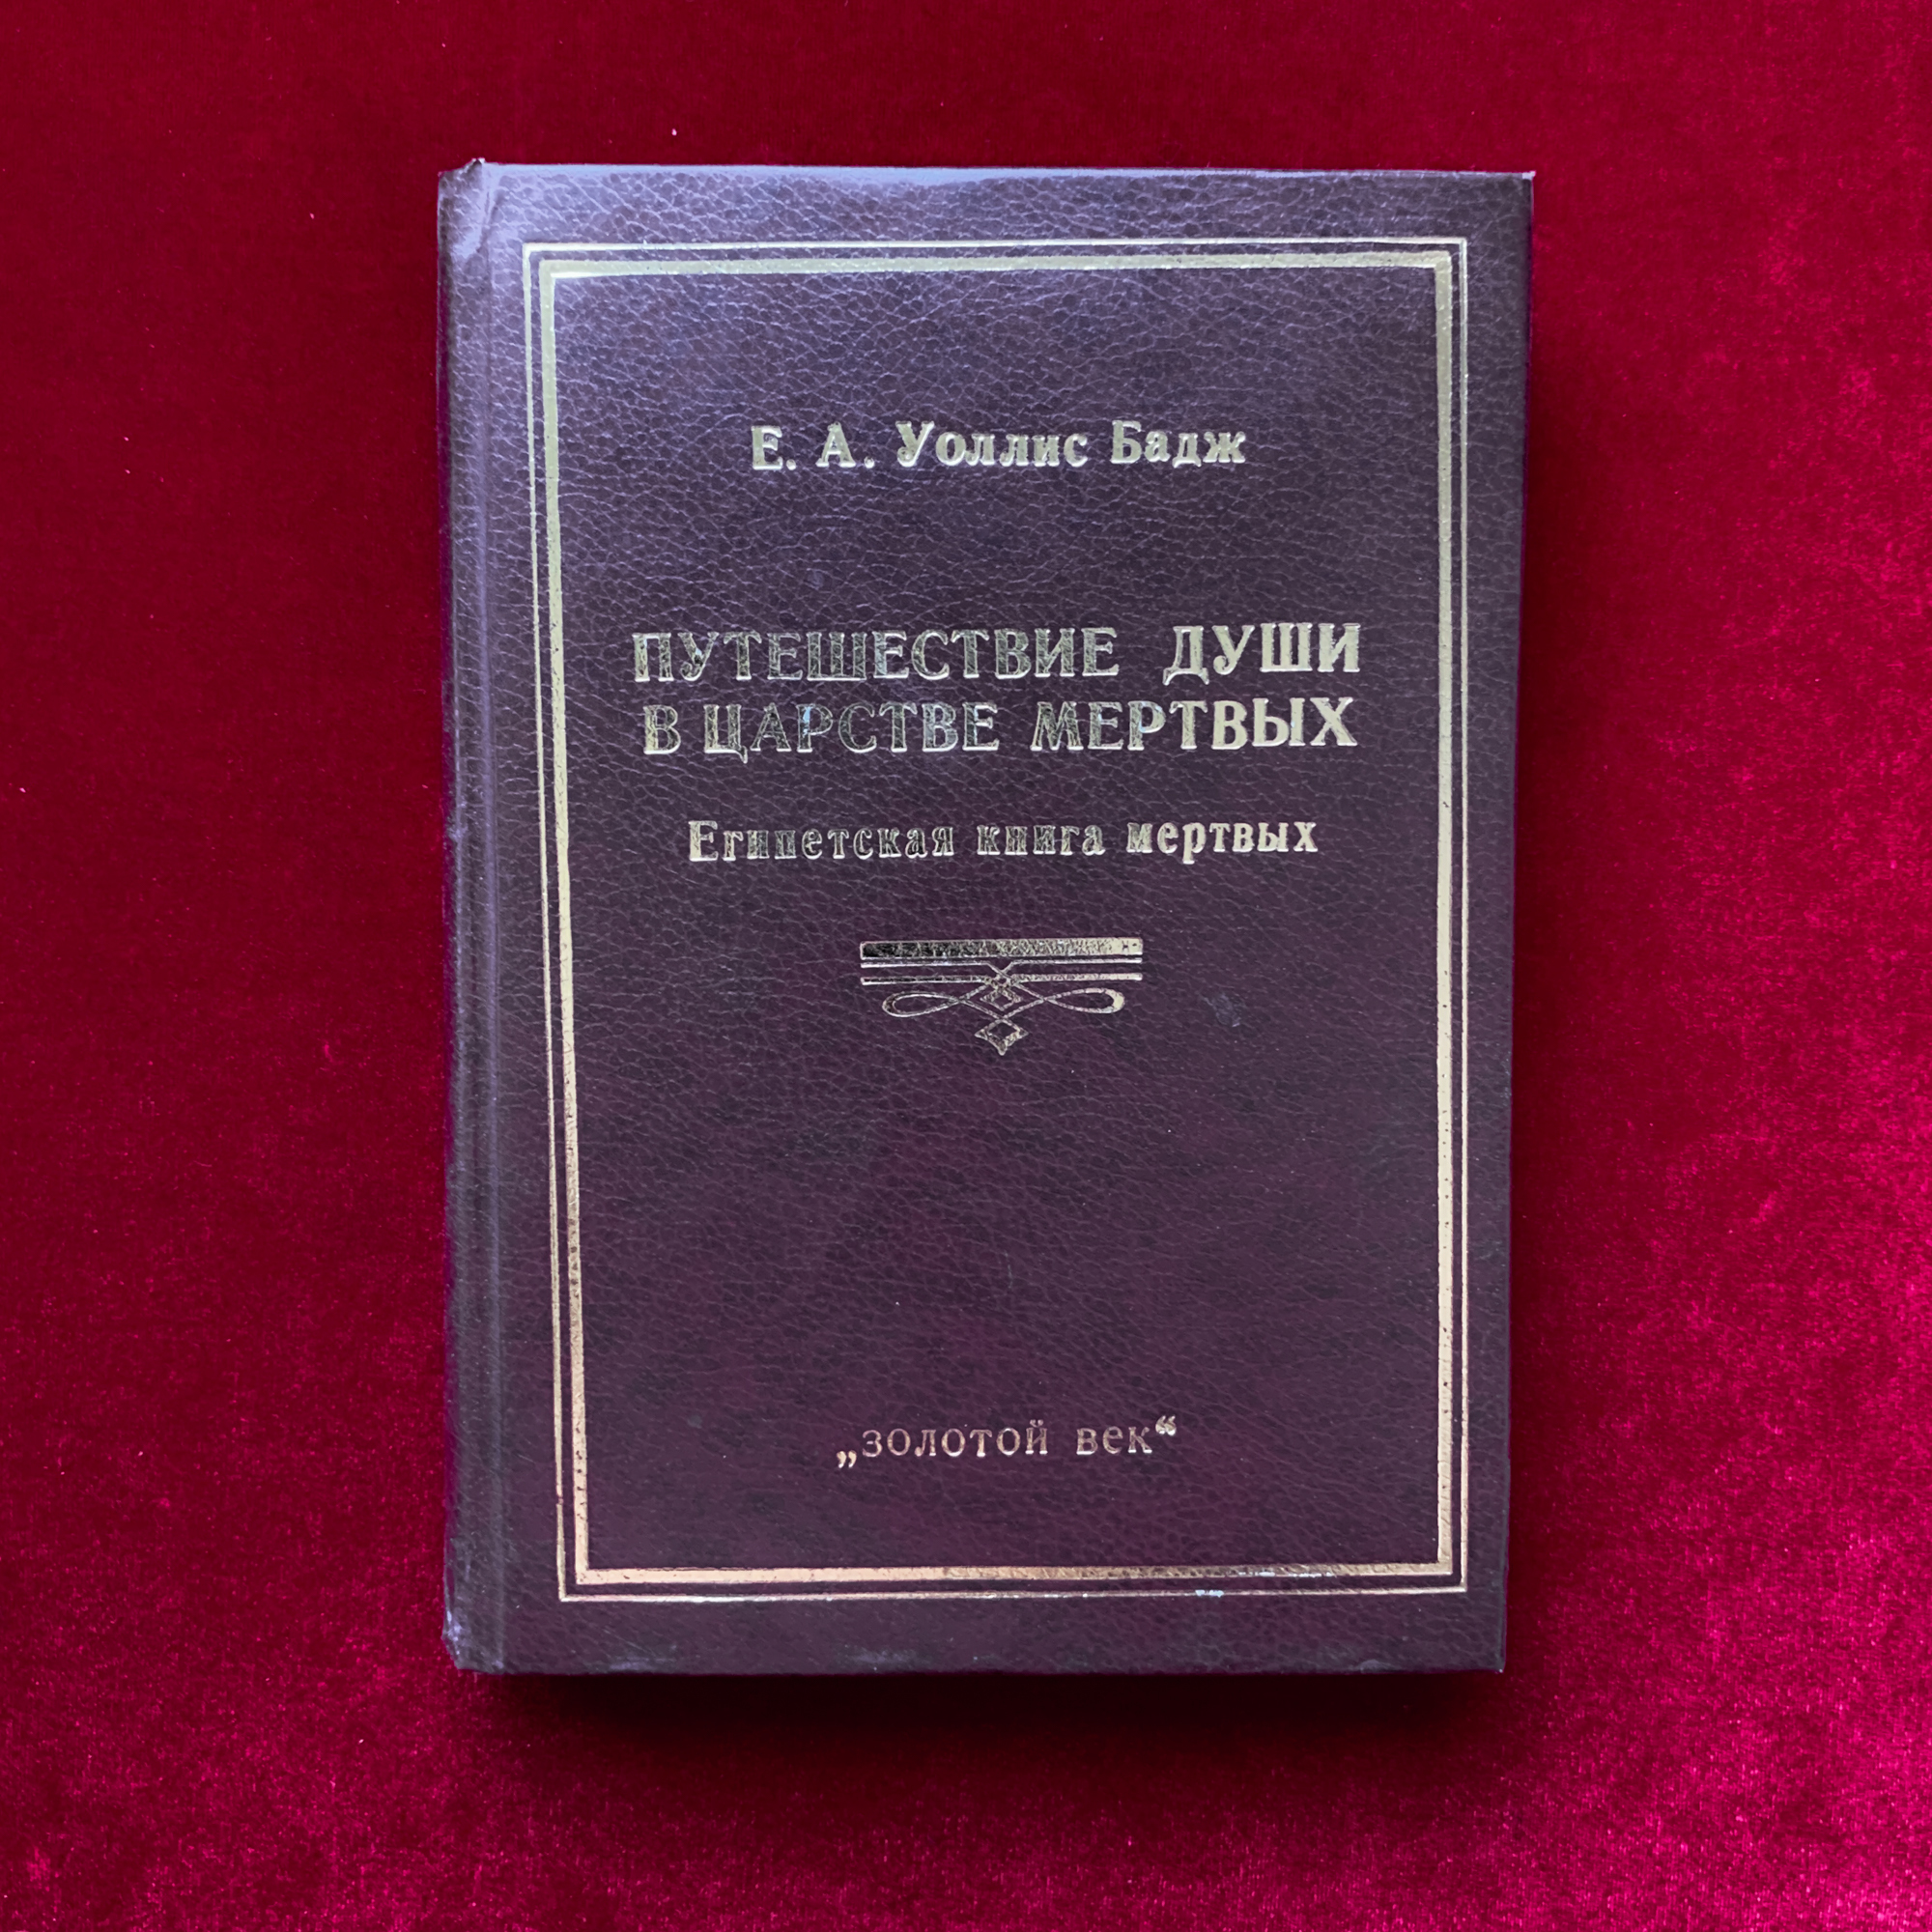 Е. А. Уоллис Бадж
ПУТЕШЕСТВИЕ ДУШИ
В ЦАРСТВЕ МЕРТВЫХ
Египетская книга мертвых
„золотой век“